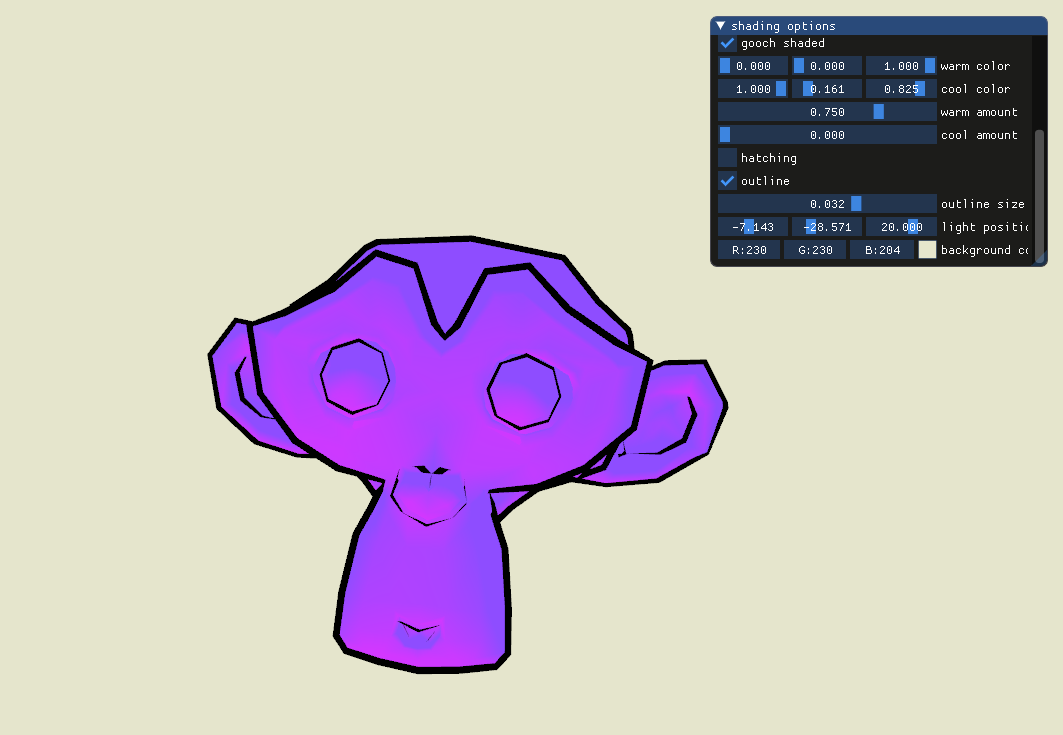 shading options
gooch shaded
0.000 0.000 1.000 warm color
1.000 0.161 0.825 cool color
0.750 warm amount
0.000 cool amount
hatching
outline
0.032 outline size
-7.143 -28.571 20.000 light positic
R:230 G:230 B:204 background cc